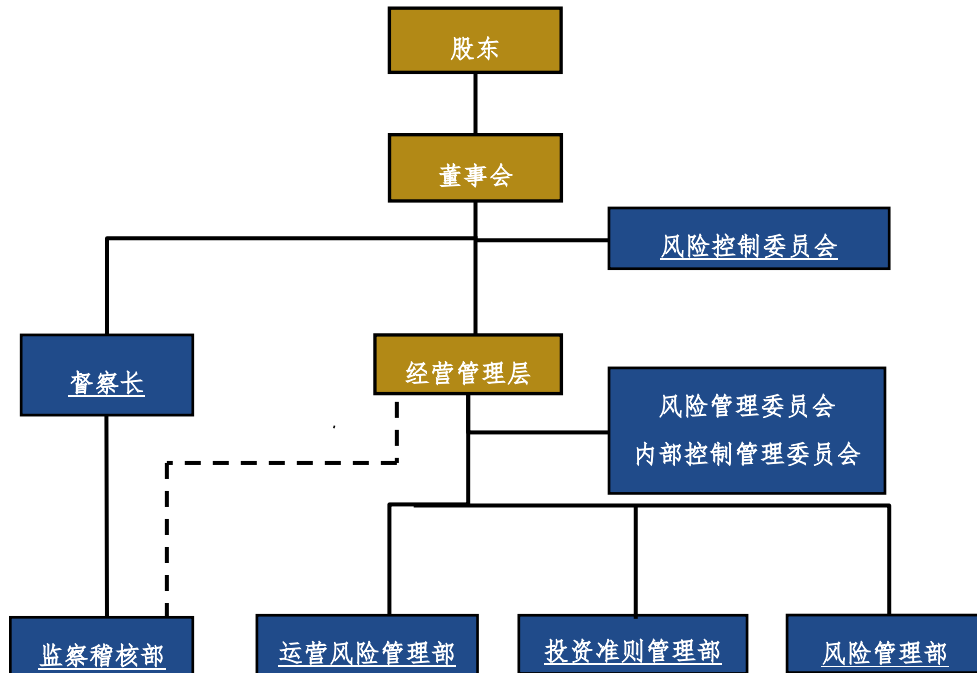 股东
董事会
风险控制委员会
督察长
经营管理层
风险管理委员会
内部控制管理委员会
监察稽核部
运营风险管理部
投资准则管理部
风险管理部